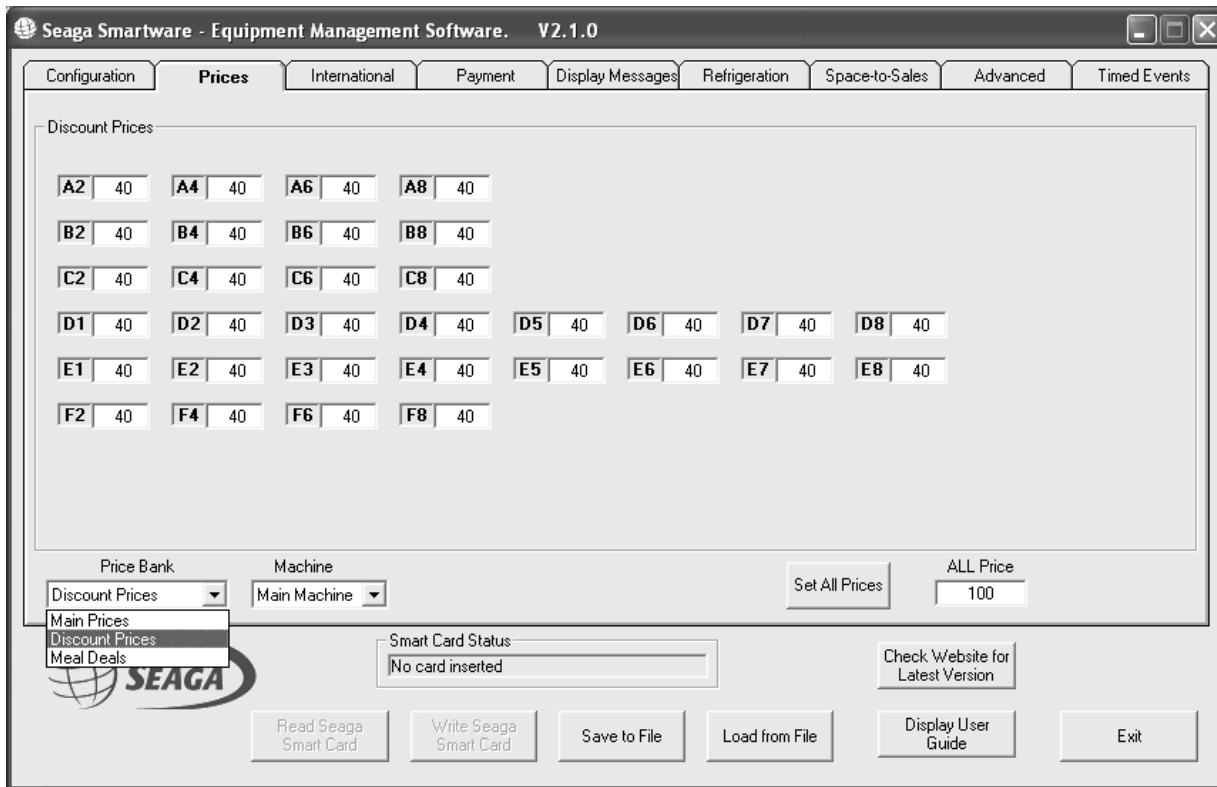 Seaga Smartware - Equipment Management Software. V2.1.0
Configuration Prices International Payment Display Messages Refrigeration Space-to-Sales Advanced Timed Events
Discount Prices
A2 40 A4 40 A6 40 A8 40
B2 40 B4 40 B6 40 B8 40
C2 40 C4 40 C6 40 C8 40
D1 40 D2 40 D3 40 D4 40 D5 40 D6 40 D7 40 D8 40
E1 40 E2 40 E3 40 E4 40 E5 40 E6 40 E7 40 E8 40
F2 40 F4 40 F6 40 F8 40
Price Bank Machine ALL Price
Discount Prices Main Machine Set All Prices 100
Main Prices
Discount Prices
Meal Deals
SEAGA
Smart Card Status
No card inserted
Check Website for
Latest Version
Read Seaga
Smart Card
Write Seaga
Smart Card
Save to File
Load from File
Display User
Guide
Exit